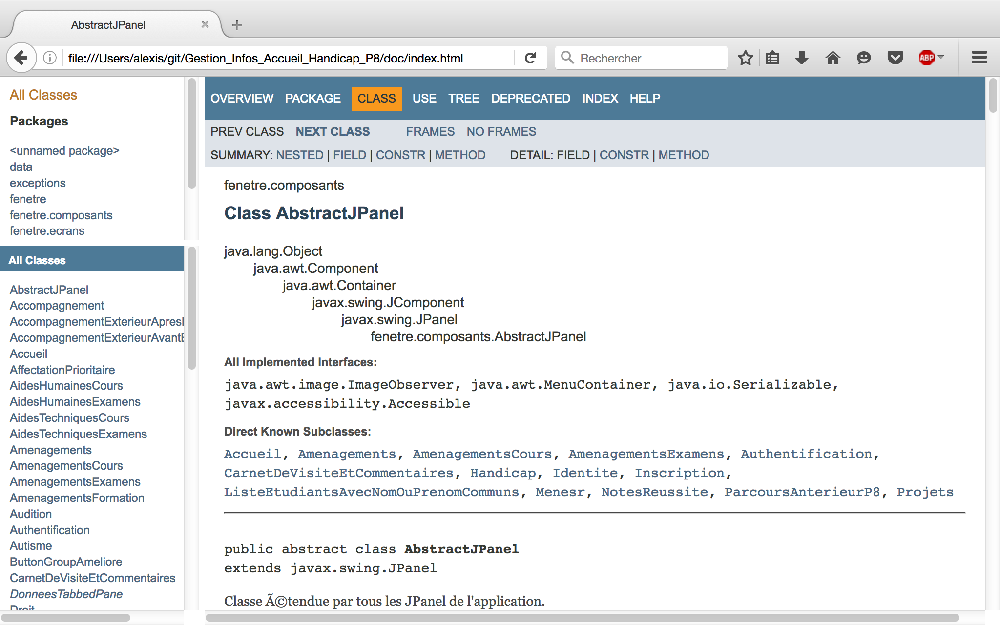 AbstractJPanel
file:///Users/alexis/git/Gestion_Infos_Accueil_Handicap_P8/doc/index.html
Rechercher
ABP
All Classes
Packages
<unnamed package>
data
exceptions
fenetre
fenetre.composants
fenetre.ecrans
All Classes
AbstractJPanel
Accompagnement
AccompagnementExterieurApresE
AccompagnementExterieurAvantE
Accueil
AffectationPrioritaire
AidesHumainesCours
AidesHumainesExamens
AidesTechniquesCours
AidesTechniquesExamens
Amenagements
AmenagementsCours
AmenagementsExamens
AmenagementsFormation
Audition
Authentification
Autisme
ButtonGroupAmeliore
CarnetDeVisiteEtCommentaires
DonneesTabbedPane
Droit
OVERVIEW PACKAGE CLASS USE TREE DEPRECATED INDEX HELP
PREV CLASS NEXT CLASS FRAMES NO FRAMES
SUMMARY: NESTED | FIELD | CONSTR | METHOD DETAIL: FIELD | CONSTR | METHOD
fenetre.composants
Class AbstractJPanel
java.lang.Object
java.awt.Component
java.awt.Container
javax.swing.JComponent
javax.swing.JPanel
fenetre.composants.AbstractJPanel
All Implemented Interfaces:
java.awt.image.ImageObserver, java.awt.MenuContainer, java.io.Serializable,
javax.accessibility.Accessible
Direct Known Subclasses:
Accueil, Amenagements, AmenagementsCours, AmenagementsExamens, Authentification,
CarnetDeVisiteEtCommentaires, Handicap, Identite, Inscription,
ListeEtudiantsAvecNomOuPrenomCommuns, Menesr, NotesReussite, ParcoursAnterieurP8, Projets
public abstract class AbstractJPanel
extends javax.swing.JPanel
Classe Ã©tendue par tous les JPanel de l'application.